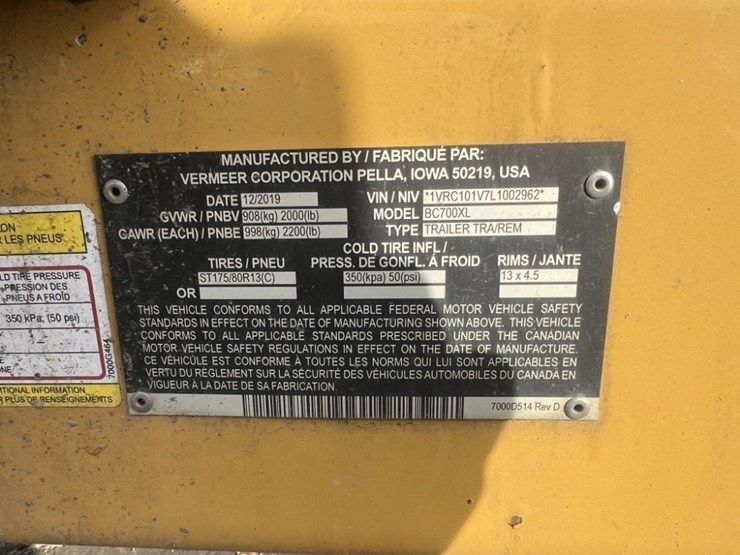 MANUFACTURED BY / FABRIQUÉ PAR:
VERMEER CORPORATION PELLA, IOWA 50219, USA
DATE 12/2019 VIN / NIV *1VRC101V7L1002962*
GVWR / PNBV 908(kg) 2000(lb) MODEL BC700XL
GAWR (EACH) / PNBE 998(kg) 2200(lb) TYPE TRAILER TRA/REM
COLD TIRE INFL /
TIRES / PNEU PRESS. DE GONFL. À FROID RIMS / JANTE
ST175/80R13(C) 350(kpa) 50(psi) 13 x 4.5
OR
THIS VEHICLE CONFORMS TO ALL APPLICABLE FEDERAL MOTOR VEHICLE SAFETY
STANDARDS IN EFFECT ON THE DATE OF MANUFACTURING SHOWN ABOVE. THIS VEHICLE
CONFORMS TO ALL APPLICABLE STANDARDS PRESCRIBED UNDER THE CANADIAN
MOTOR VEHICLE SAFETY REGULATIONS IN EFFECT ON THE DATE OF MANUFACTURE.
CE VÉHICULE EST CONFORME À TOUTES LES NORMES QUI LUI SONT APPLICABLES EN
VERTU DU RÈGLEMENT SUR LA SÉCURITÉ DES VÉHICULES AUTOMOBILES DU CANADA EN
VIGUEUR À LA DATE DE SA FABRICATION.
7000D514 Rev D
ON
R LES PNEUS
LD TIRE PRESSURE
PRESSION DES
PNEUS A FROID
350 kPa, (50 psi)
TIONAL INFORMATION
R PLUS DE RENSEIGNEMENTS